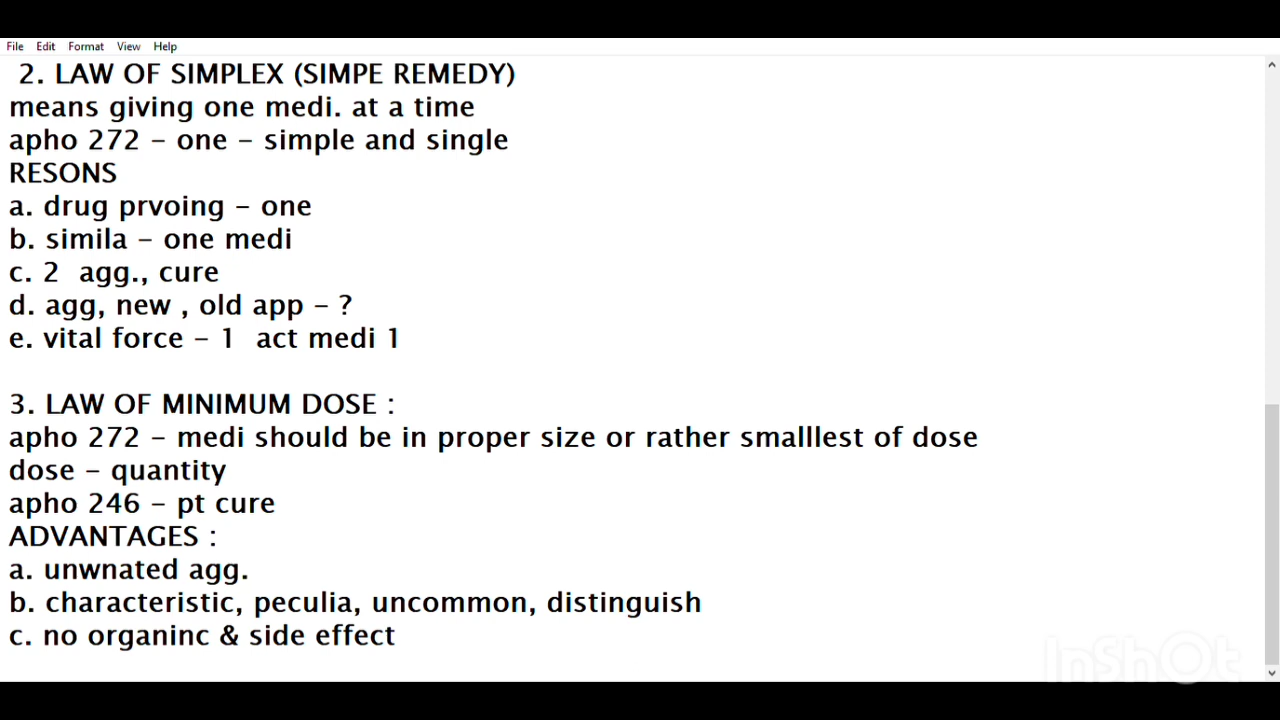 File Edit Format View Help
2. LAW OF SIMPLEX (SIMPE REMEDY)
means giving one medi. at a time
apho 272 – one – simple and single
RESONS
a. drug prvoing – one
b. simila – one medi
c. 2  agg., cure
d. agg, new , old app – ?
e. vital force – 1  act medi 1
3. LAW OF MINIMUM DOSE :
apho 272 – medi should be in proper size or rather smalllest of dose
dose – quantity
apho 246 – pt cure
ADVANTAGES :
a. unwnated agg.
b. characteristic, peculia, uncommon, distinguish
c. no organinc & side effect
InShOt